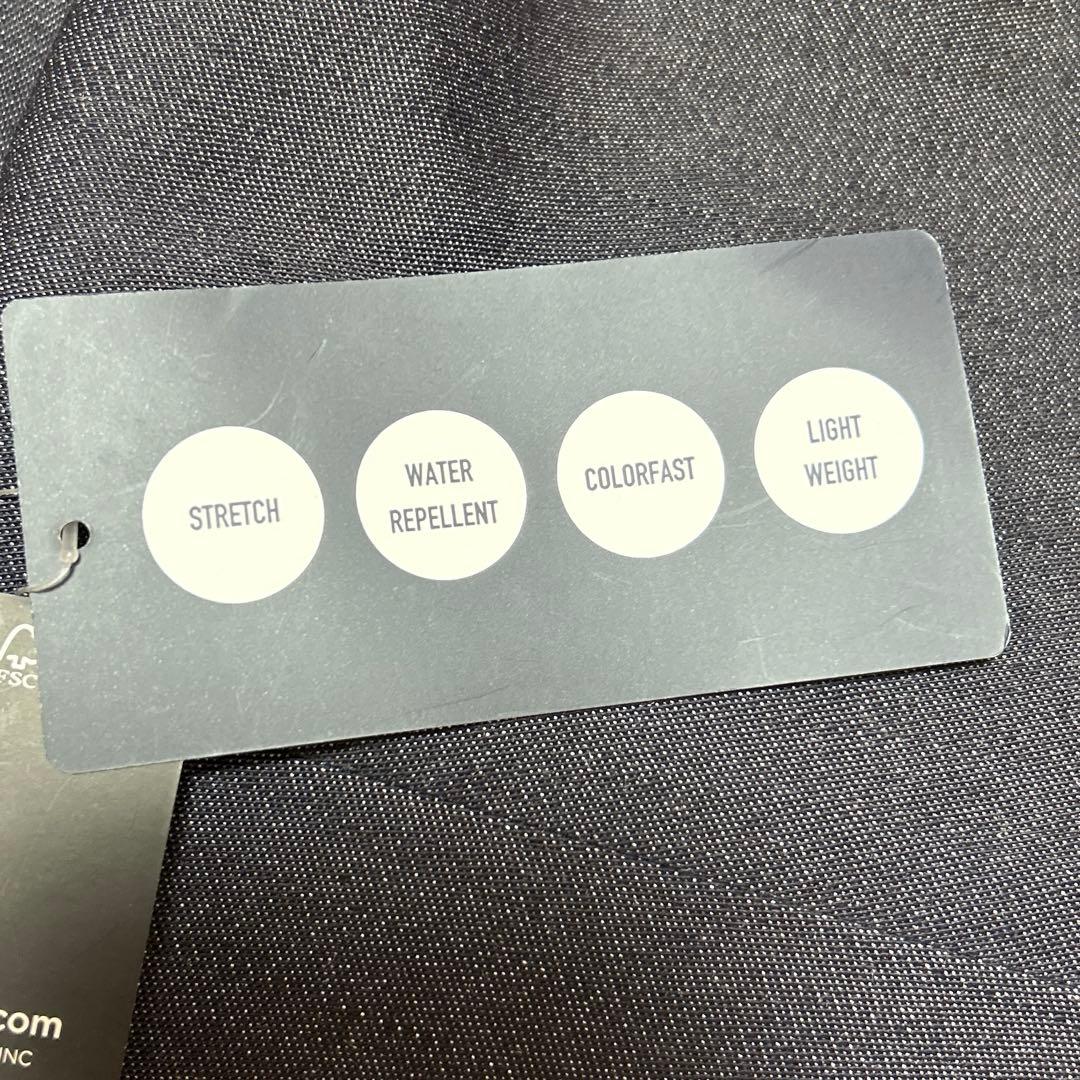 STRETCH
WATER
REPELLENT
COLORFAST
LIGHT
WEIGHT
FSC
.com
INC